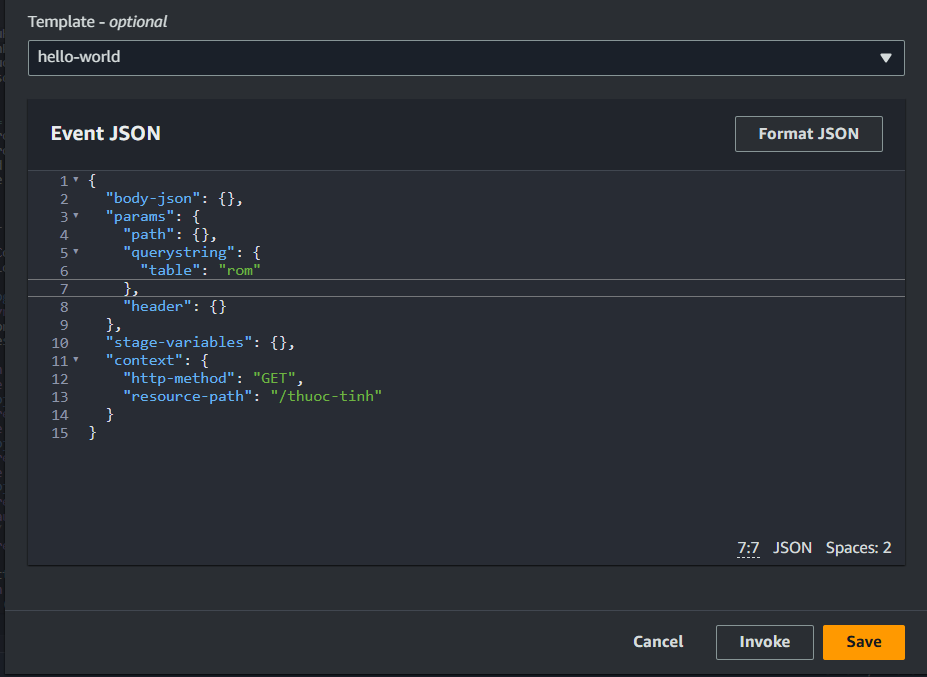 Template - optional
hello-world
Event JSON
Format JSON
1 {
2 "body-json": {},
3 "params": {
4 "path": {},
5 "querystring": {
6 "table": "rom"
7 },
8 "header": {}
9 },
10 "stage-variables": {},
11 "context": {
12 "http-method": "GET",
13 "resource-path": "/thuoc-tinh"
14 }
15 }
7:7 JSON Spaces: 2
Cancel Invoke Save